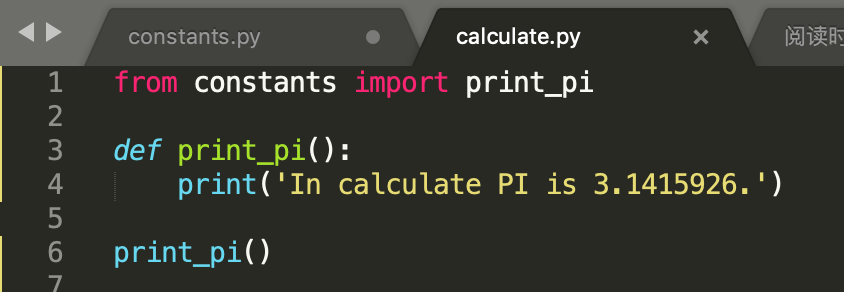 constants.py calculate.py × 阅读时
1 from constants import print_pi
2
3 def print_pi():
4     print('In calculate PI is 3.1415926.')
5
6 print_pi()
7